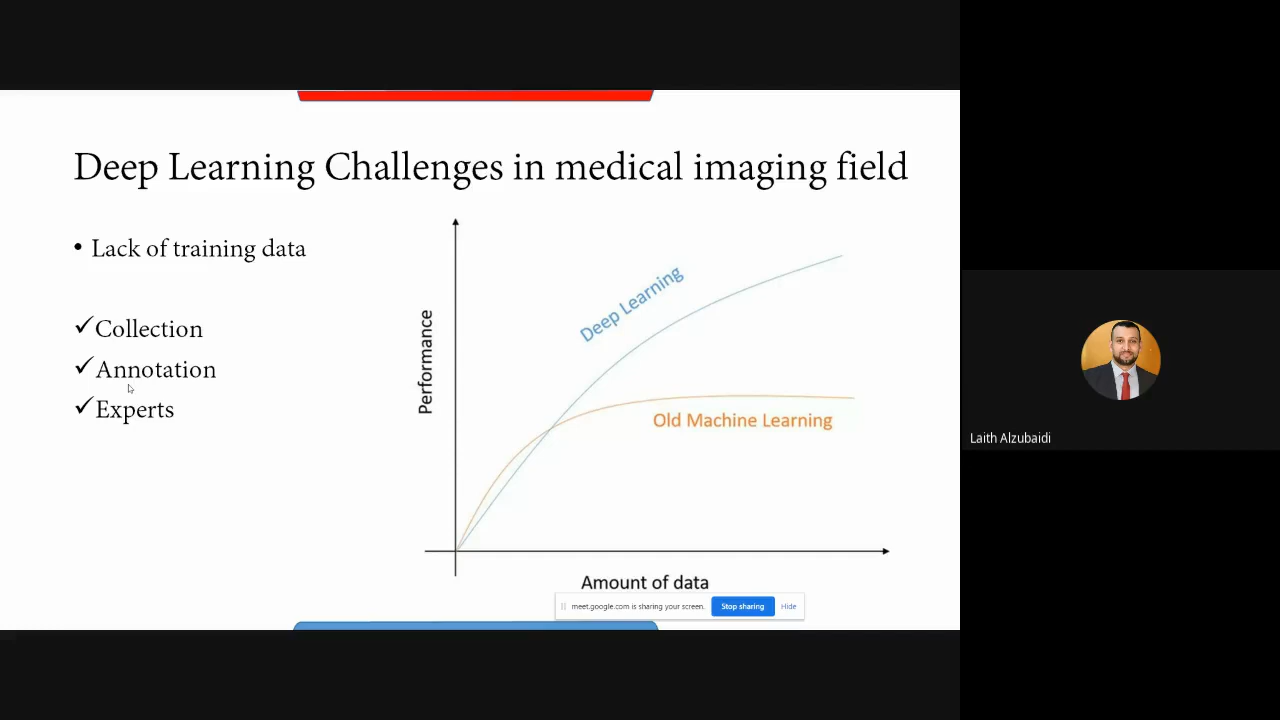 Deep Learning Challenges in medical imaging field
• Lack of training data
✓Collection
✓Annotation
✓Experts
Performance
Deep Learning
Old Machine Learning
Amount of data
meet.google.com is sharing your screen.
Stop sharing
Hide
Laith Alzubaidi